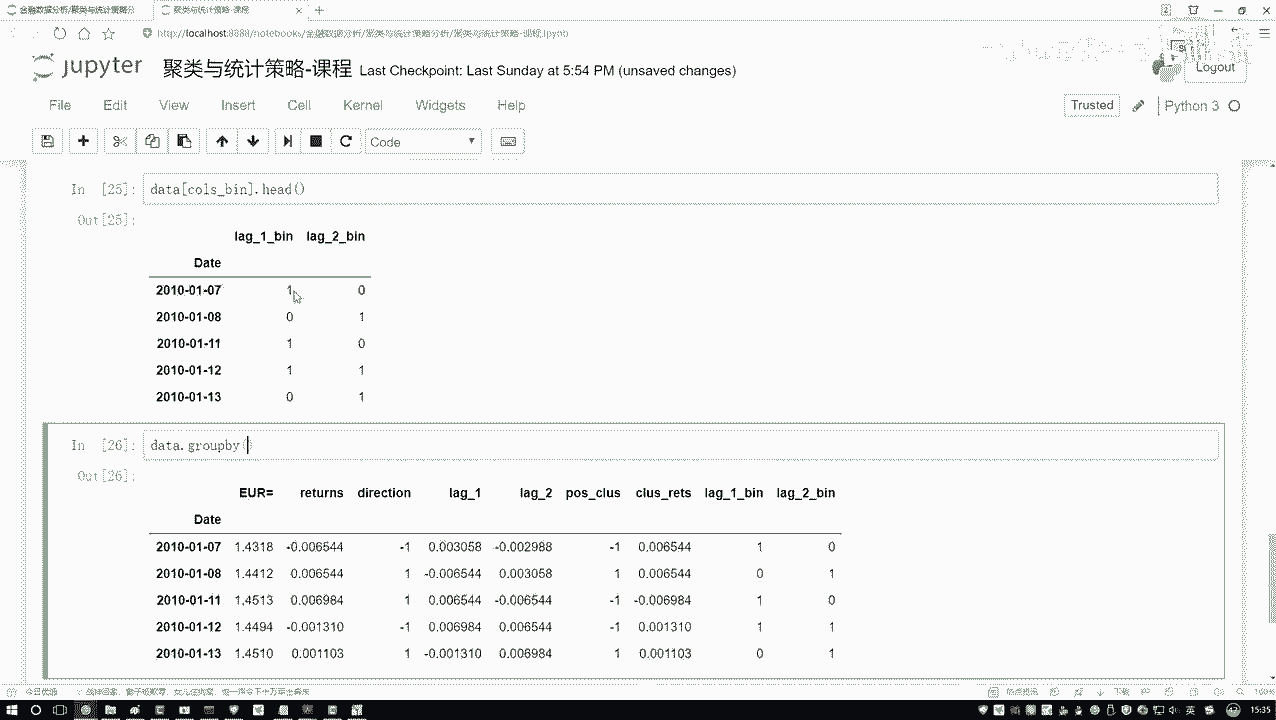 金融数据分析/聚类与统计策略分
聚类与统计策略-课程
http://localhost:8888/notebooks/金融数据分析/聚类与统计策略分析/聚类与统计策略-课程.ipynb
jupyter 聚类与统计策略-课程 Last Checkpoint: Last Sunday at 5:54 PM (unsaved changes)
Logout
File Edit View Insert Cell Kernel Widgets Help
Trusted Python 3
Code
In [25]: data[cols_bin].head()
Out[25]:
lag_1_bin lag_2_bin
Date
2010-01-07 1 0
2010-01-08 0 1
2010-01-11 1 0
2010-01-12 1 1
2010-01-13 0 1
In [26]: data.groupby()
Out[26]:
EUR= returns direction lag_1 lag_2 pos_clus clus_rets lag_1_bin lag_2_bin
Date
2010-01-07 1.4318 -0.006544 -1 0.003058 -0.002988 -1 0.006544 1 0
2010-01-08 1.4412 0.006544 1 -0.006544 0.003058 1 0.006544 0 1
2010-01-11 1.4513 0.006984 1 0.006544 -0.006544 -1 -0.006984 1 0
2010-01-12 1.4494 -0.001310 -1 0.006984 0.006544 -1 0.001310 1 1
2010-01-13 1.4510 0.001103 1 -0.001310 0.006984 1 0.001103 0 1
15:35